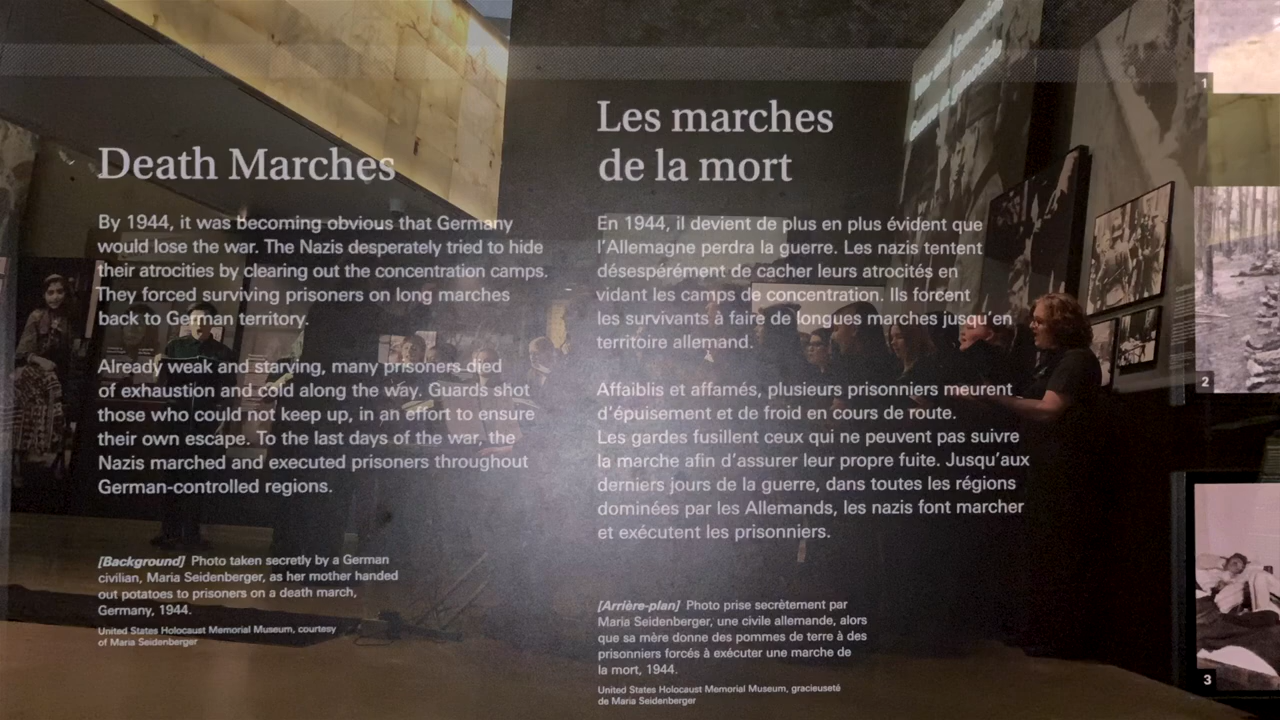 Death Marches
By 1944, it was becoming obvious that Germany
would lose the war. The Nazis desperately tried to hide
their atrocities by clearing out the concentration camps.
They forced surviving prisoners on long marches
back to German territory.
Already weak and starving, many prisoners died
of exhaustion and cold along the way. Guards shot
those who could not keep up, in an effort to ensure
their own escape. To the last days of the war, the
Nazis marched and executed prisoners throughout
German-controlled regions.
[Background] Photo taken secretly by a German
civilian, Maria Seidenberger, as her mother handed
out potatoes to prisoners on a death march,
Germany, 1944.
United States Holocaust Memorial Museum, courtesy
of Maria Seidenberger
Les marches
de la mort
En 1944, il devient de plus en plus évident que
l'Allemagne perdra la guerre. Les nazis tentent
désespérément de cacher leurs atrocités en
vidant les camps de concentration. Ils forcent
les survivants à faire de longues marches jusqu'en
territoire allemand.
Affaiblis et affamés, plusieurs prisonniers meurent
d'épuisement et de froid en cours de route.
Les gardes fusillent ceux qui ne peuvent pas suivre
la marche afin d'assurer leur propre fuite. Jusqu'aux
derniers jours de la guerre, dans toutes les régions
dominées par les Allemands, les nazis font marcher
et exécutent les prisonniers.
[Arrière-plan] Photo prise secrètement par
Maria Seidenberger, une civile allemande, alors
que sa mère donne des pommes de terre à des
prisonniers forcés à exécuter une marche de
la mort, 1944.
United States Holocaust Memorial Museum, gracieuseté
de Maria Seidenberger
War and Genocide
Guerre et génocide
1
2
3